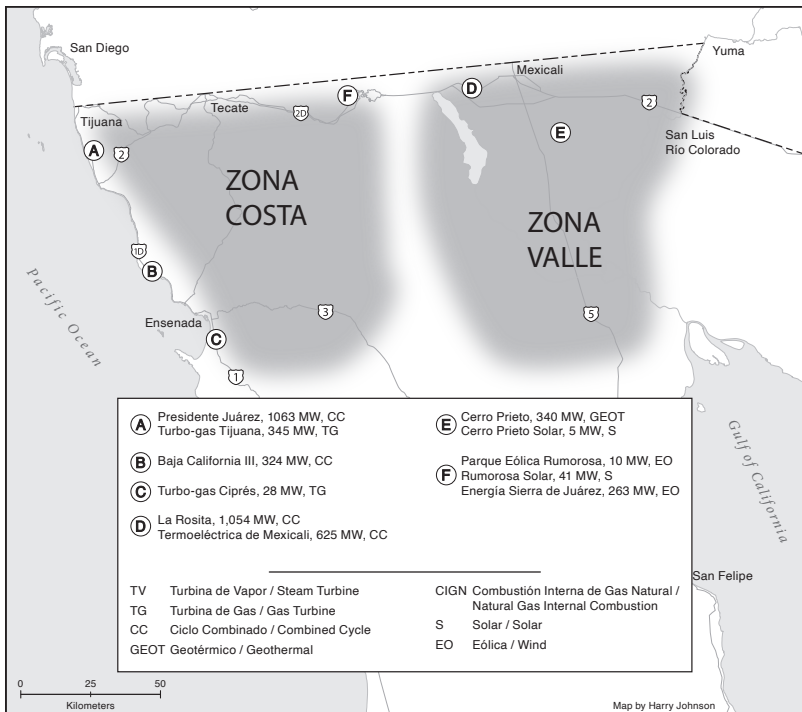 San Diego
Yuma
Mexicali
F
D
Tecate
2D
2
Tijuana
E
San Luis
Río Colorado
A
2
ZONA
COSTA
ZONA
VALLE
1D
B
Pacific Ocean
Ensenada
3
5
C
1
Gulf of California
A
Presidente Juárez, 1063 MW, CC
Turbo-gas Tijuana, 345 MW, TG
B
Baja California III, 324 MW, CC
C
Turbo-gas Ciprés, 28 MW, TG
D
La Rosita, 1,054 MW, CC
Termoeléctrica de Mexicali, 625 MW, CC
E
Cerro Prieto, 340 MW, GEOT
Cerro Prieto Solar, 5 MW, S
F
Parque Eólica Rumorosa, 10 MW, EO
Rumorosa Solar, 41 MW, S
Energía Sierra de Juárez, 263 MW, EO
TV Turbina de Vapor / Steam Turbine
TG Turbina de Gas / Gas Turbine
CC Ciclo Combinado / Combined Cycle
GEOT Geotérmico / Geothermal
CIGN Combustión Interna de Gas Natural /
Natural Gas Internal Combustion
S Solar / Solar
EO Eólica / Wind
San Felipe
0 25 50
Kilometers
Map by Harry Johnson